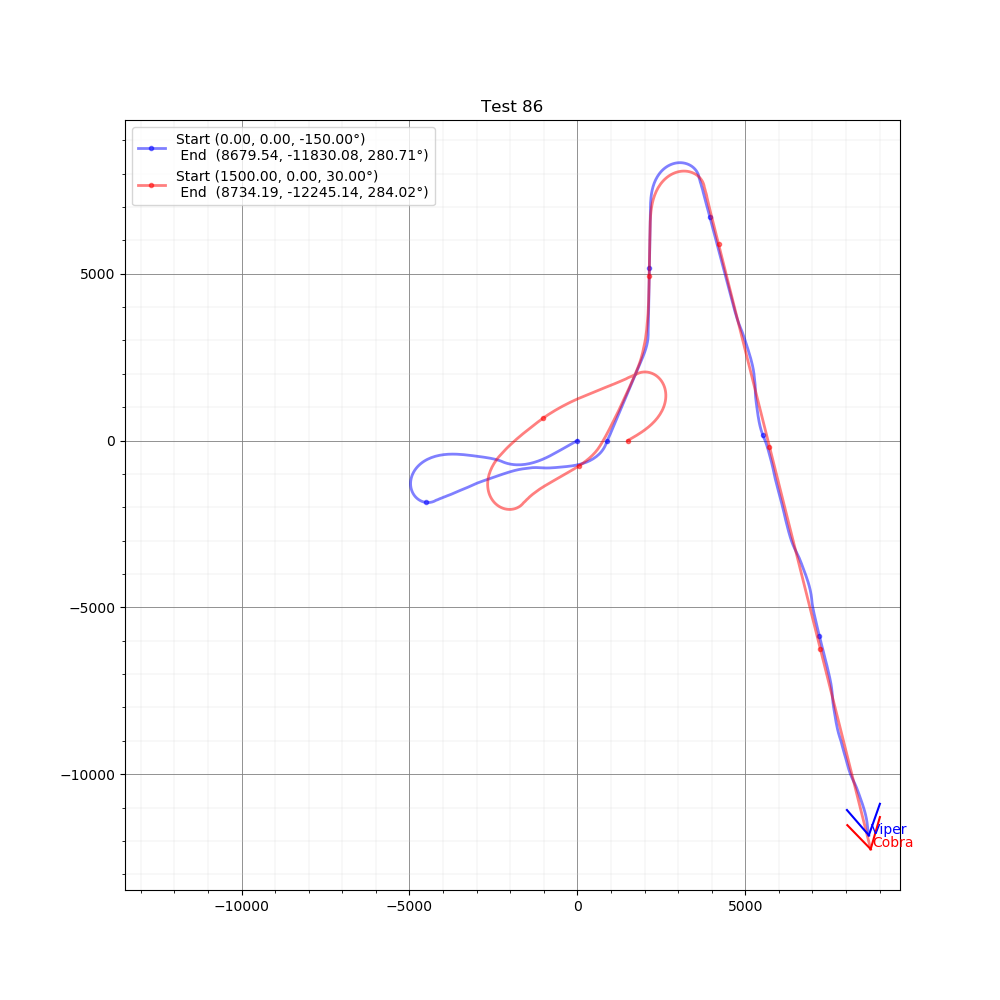 Test 86
Start (0.00, 0.00, -150.00°)
End (8679.54, -11830.08, 280.71°)
Start (1500.00, 0.00, 30.00°)
End (8734.19, -12245.14, 284.02°)
5000
0
−5000
−10000
Viper
Cobra
−10000
−5000
0
5000